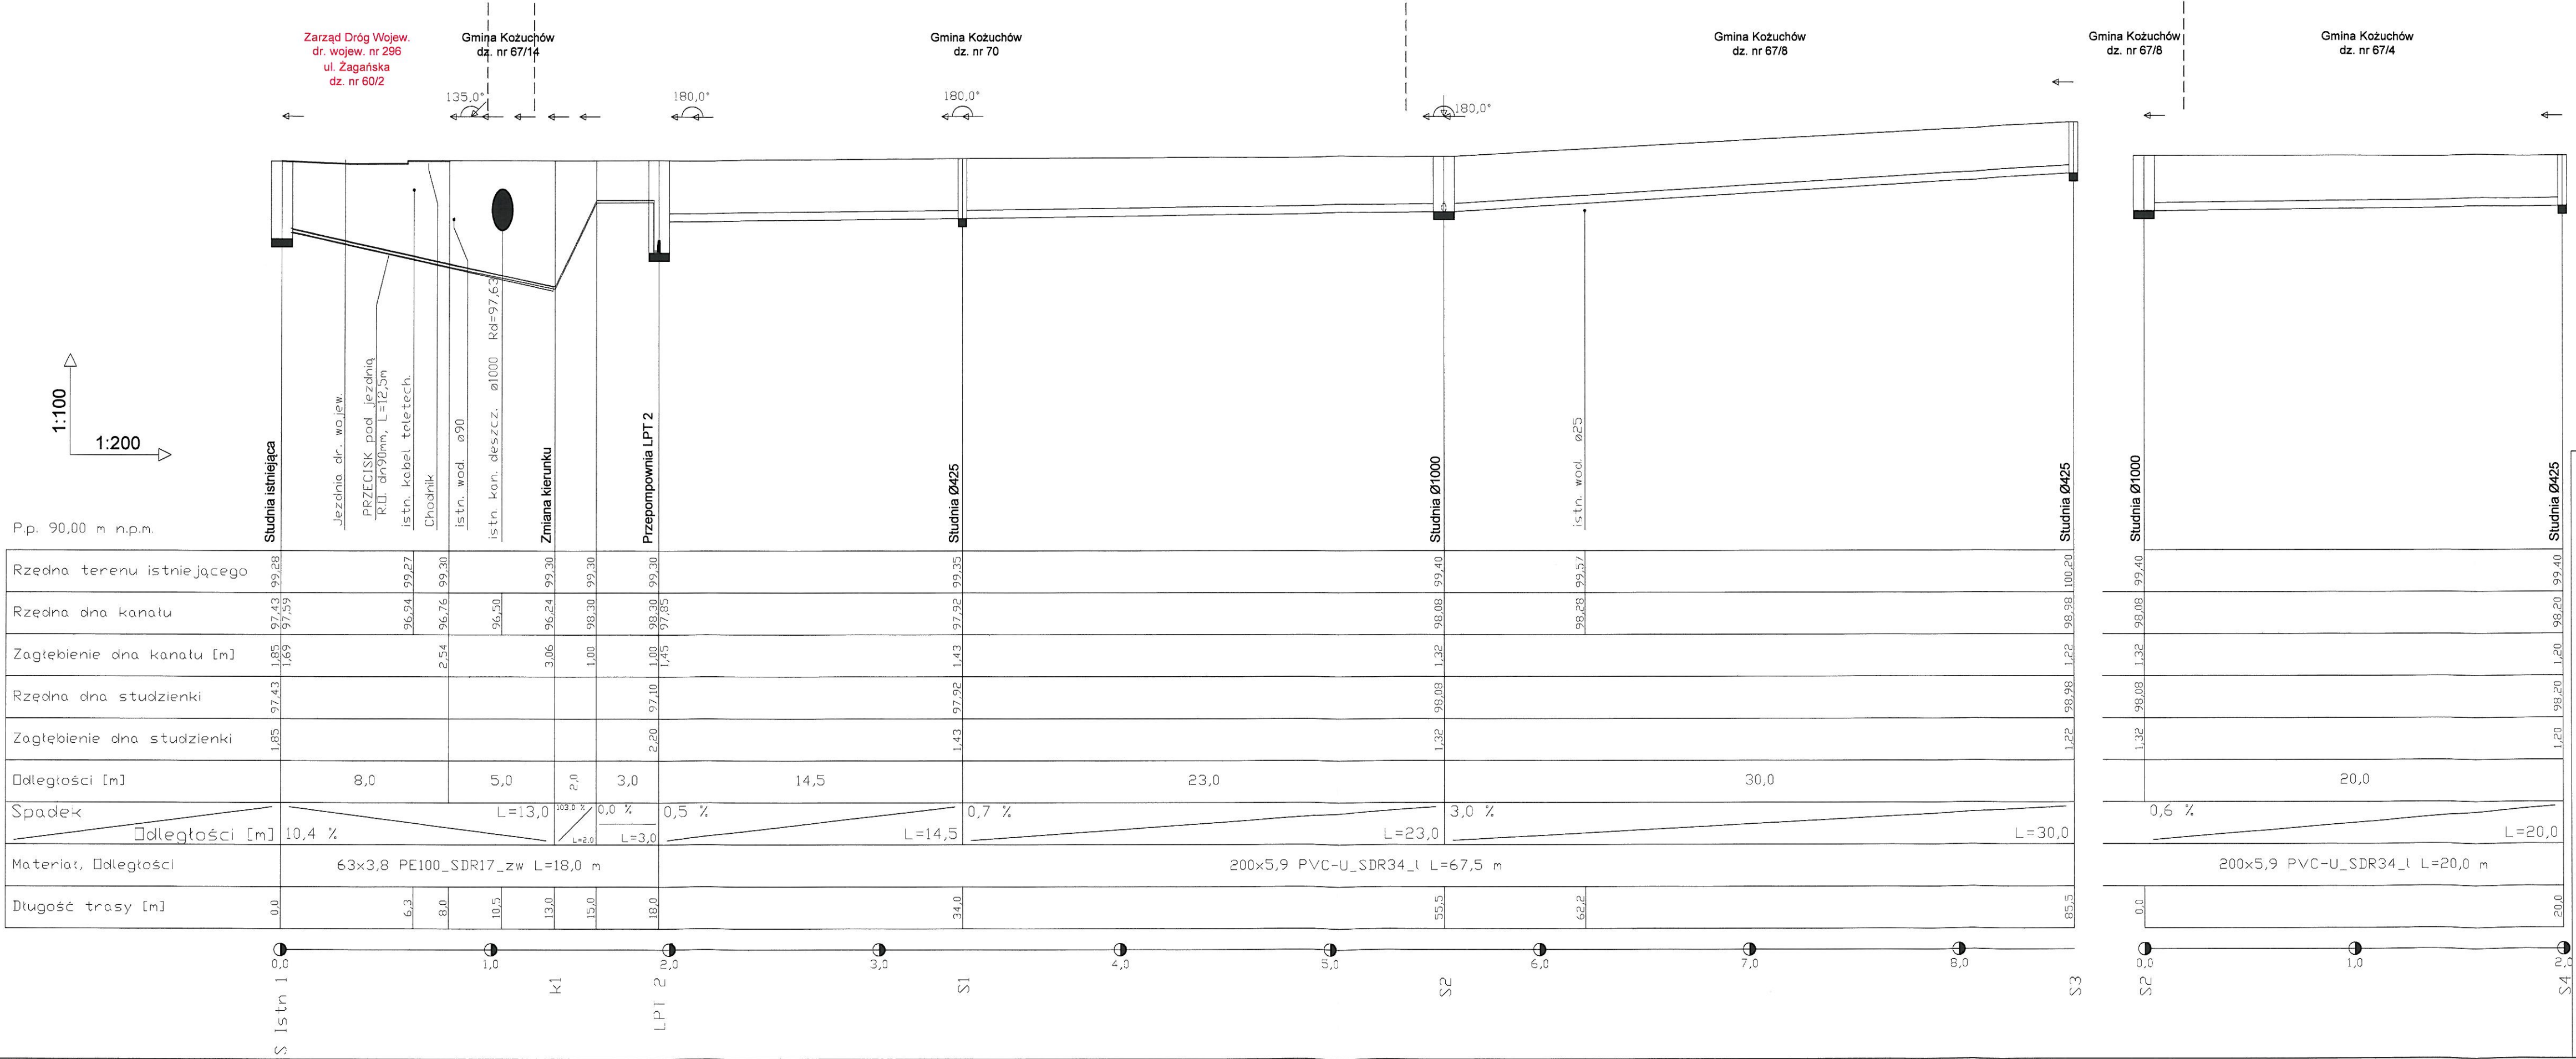 Zarząd Dróg Wojew.
dr. wojew. nr 296
ul. Żagańska
dz. nr 60/2
Gmina Kożuchów
dz. nr 67/14
Gmina Kożuchów
dz. nr 70
Gmina Kożuchów
dz. nr 67/8
Gmina Kożuchów
dz. nr 67/8
Gmina Kożuchów
dz. nr 67/4
135,0°
180,0°
180,0°
180,0°
1:100
1:200
P.p. 90,00 m n.p.m.
Studnia istniejąca
Jezdnia dr. wojew.
PRZECISK pod jezdnią
R.O. dn90mm, L=12,5m
istn. kabel teletech.
Chodnik
istn. wod. ø90
istn. kan. deszcz. ø1000 Rd=97,63
Zmiana kierunku
Przepompownia LPT 2
Studnia Ø425
Studnia Ø1000
istn. wod. ø25
Studnia Ø425
Studnia Ø1000
Studnia Ø425
Rzędna terenu istniejącego 99,28 99,27 99,30 99,30 99,30 99,30 99,35 99,40 99,57 100,20 99,40 99,40
Rzędna dna kanału 97,43 97,59 96,94 96,76 96,50 96,24 98,30 98,30 97,85 97,92 98,08 98,28 98,98 98,08 98,20
Zagłębienie dna kanału [m] 1,85 1,69 2,54 3,06 1,00 1,00 1,45 1,43 1,32 1,22 1,32 1,20
Rzędna dna studzienki 97,43 97,10 97,92 98,08 98,98 98,08 98,20
Zagłębienie dna studzienki 1,85 2,20 1,43 1,32 1,22 1,32 1,20
Odległości [m] 8,0 5,0 2,0 3,0 14,5 23,0 30,0 20,0
Spadek L=13,0 103,0 % 0,0 % 0,5 % 0,7 % 3,0 % 0,6 %
Odległości [m] 10,4 % L=2,0 L=3,0 L=14,5 L=23,0 L=30,0 L=20,0
Materiał, Odległości 63x3,8 PE100_SDR17_zw L=18,0 m 200x5,9 PVC-U_SDR34_l L=67,5 m 200x5,9 PVC-U_SDR34_l L=20,0 m
Długość trasy [m] 0,0 6,3 8,0 10,5 13,0 15,0 18,0 34,0 55,5 62,2 85,5 0,0 20,0
0,0 1,0 2,0 3,0 4,0 5,0 6,0 7,0 8,0 0,0 1,0 2,0
S Istn 1 k1 LPT 2 S1 S2 S3 S2 S4